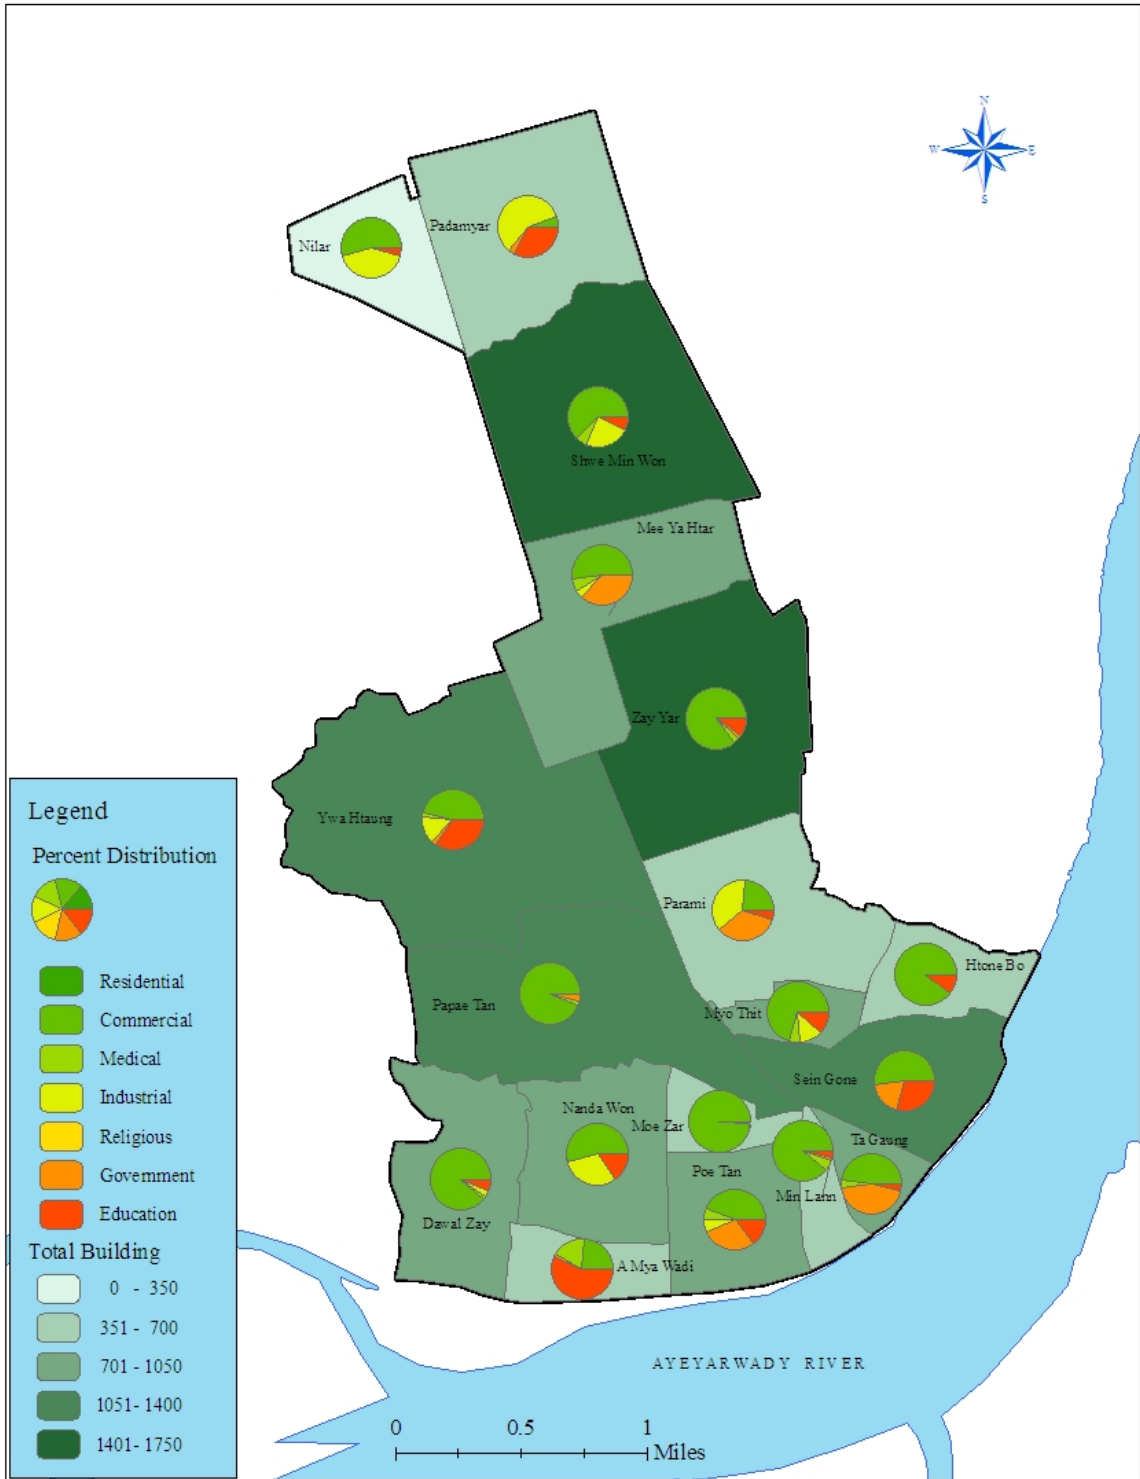 N
W E
S
Padamyar
Nilar
Shwe Min Won
Mee Ya Htar
Zay Yar
Ywa Htaung
Parami
Htone Bo
Papae Tan
Myo Thit
Sein Gone
Nanda Won
Moe Zar
Ta Gaung
Poe Tan
Min Lann
Dawal Zay
A Mya Wadi
AYEYARWADY RIVER
0 0.5 1
Miles
Legend
Percent Distribution
Residential
Commercial
Medical
Industrial
Religious
Government
Education
Total Building
0 - 350
351 - 700
701 - 1050
1051- 1400
1401- 1750